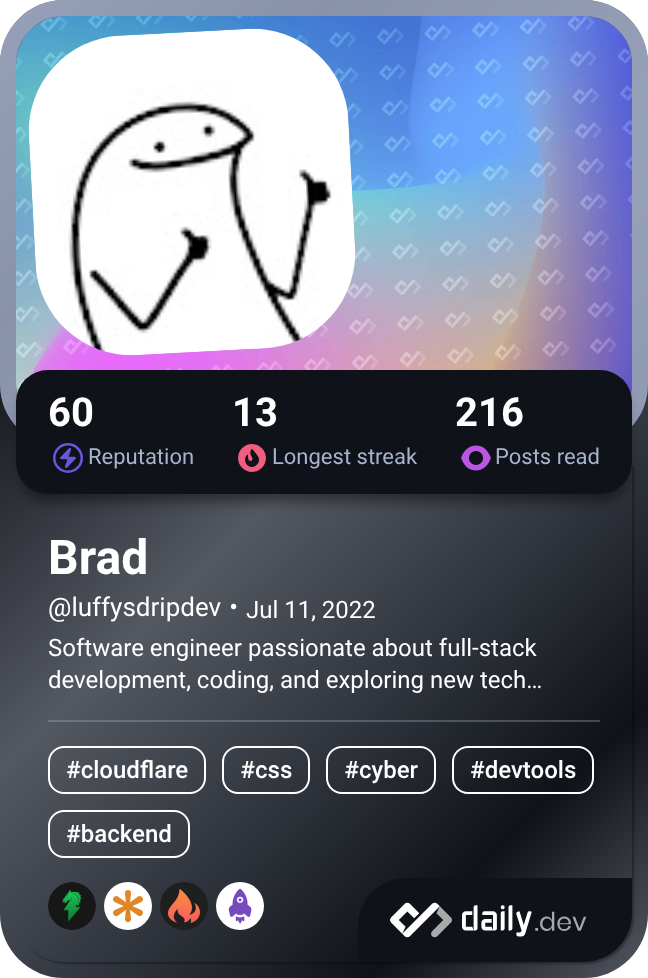 60 13 216
Reputation Longest streak Posts read
Brad
@luffysdripdev • Jul 11, 2022
Software engineer passionate about full-stack
development, coding, and exploring new tech…
#cloudflare #css #cyber #devtools
#backend
daily.dev